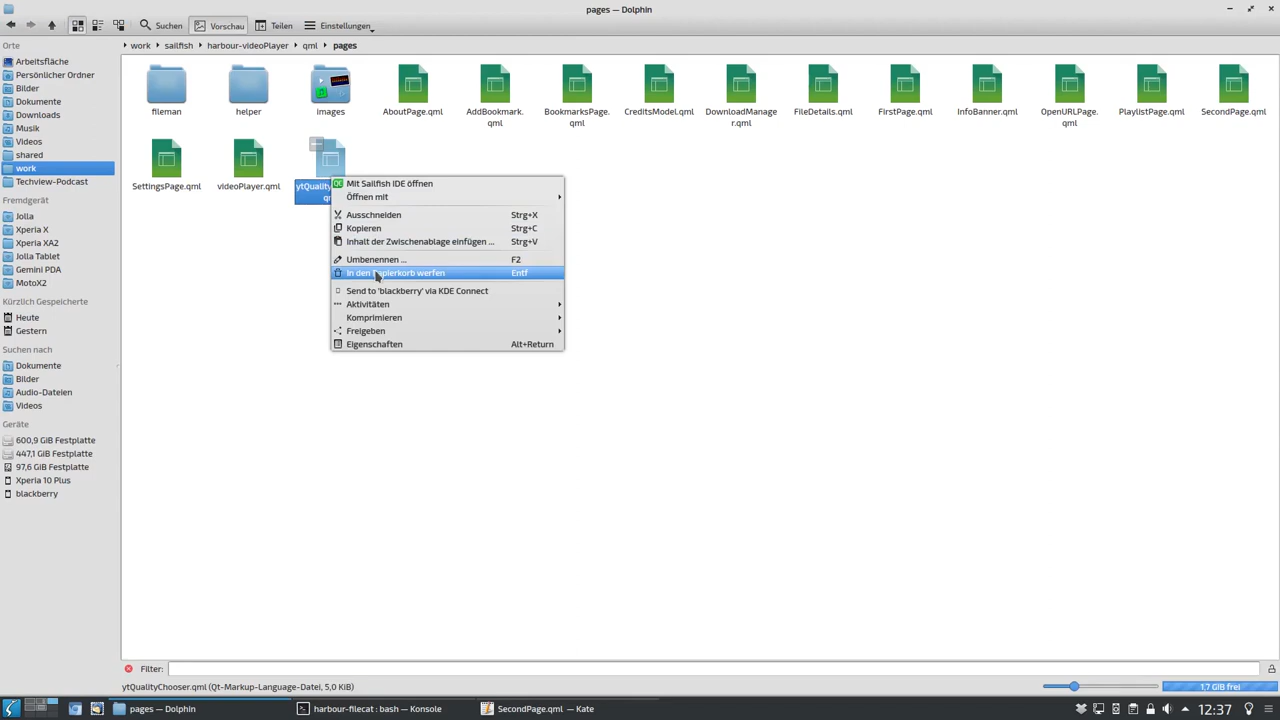 pages — Dolphin
Suchen
Vorschau
Teilen
Einstellungen
Orte
Arbeitsfläche
Persönlicher Ordner
Bilder
Dokumente
Downloads
Musik
Videos
shared
work
Techview-Podcast
Fremdgerät
Jolla
Xperia X
Xperia XA2
Jolla Tablet
Gemini PDA
MotoX2
Kürzlich Gespeicherte
Heute
Gestern
Suchen nach
Dokumente
Bilder
Audio-Dateien
Videos
Geräte
600,9 GiB Festplatte
447,1 GiB Festplatte
97,6 GiB Festplatte
Xperia 10 Plus
blackberry
work
sailfish
harbour-videoPlayer
qml
pages
fileman
helper
images
AboutPage.qml
AddBookmark.
qml
BookmarksPage.
qml
CreditsModel.qml
DownloadManage
r.qml
FileDetails.qml
FirstPage.qml
InfoBanner.qml
OpenURLPage.
qml
PlaylistPage.qml
SecondPage.qml
SettingsPage.qml
videoPlayer.qml
Mit Sailfish IDE öffnen
Öffnen mit
Ausschneiden Strg+X
Kopieren Strg+C
Inhalt der Zwischenablage einfügen ... Strg+V
Umbenennen ... F2
In den Papierkorb werfen Entf
Send to 'blackberry' via KDE Connect
Aktivitäten
Komprimieren
Freigeben
Eigenschaften Alt+Return
Filter:
ytQualityChooser.qml (Qt-Markup-Language-Datei, 5,0 KiB)
1,7 GiB frei
pages — Dolphin
harbour-filecat : bash — Konsole
SecondPage.qml — Kate
12:37